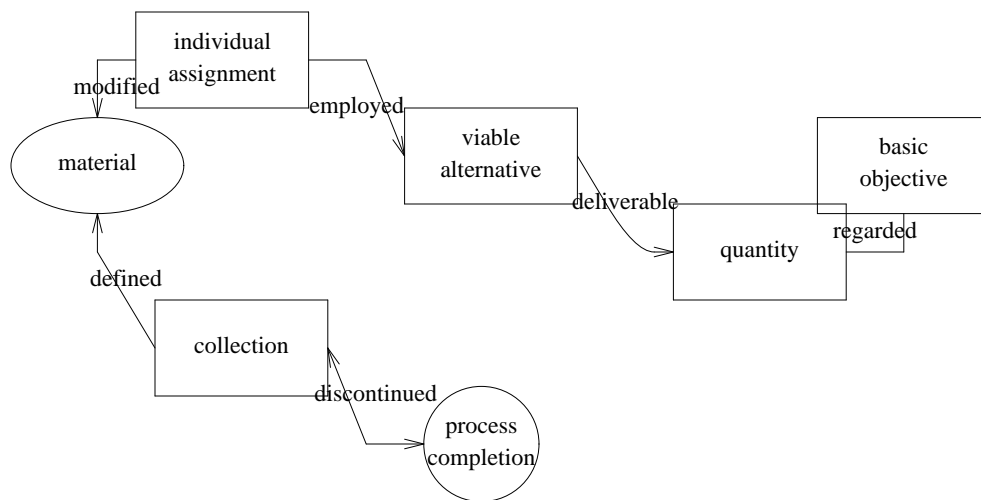 individual
assignment
modified
employed
material
viable
alternative
basic
objective
deliverable
regarded
quantity
defined
collection
discontinued
process
completion